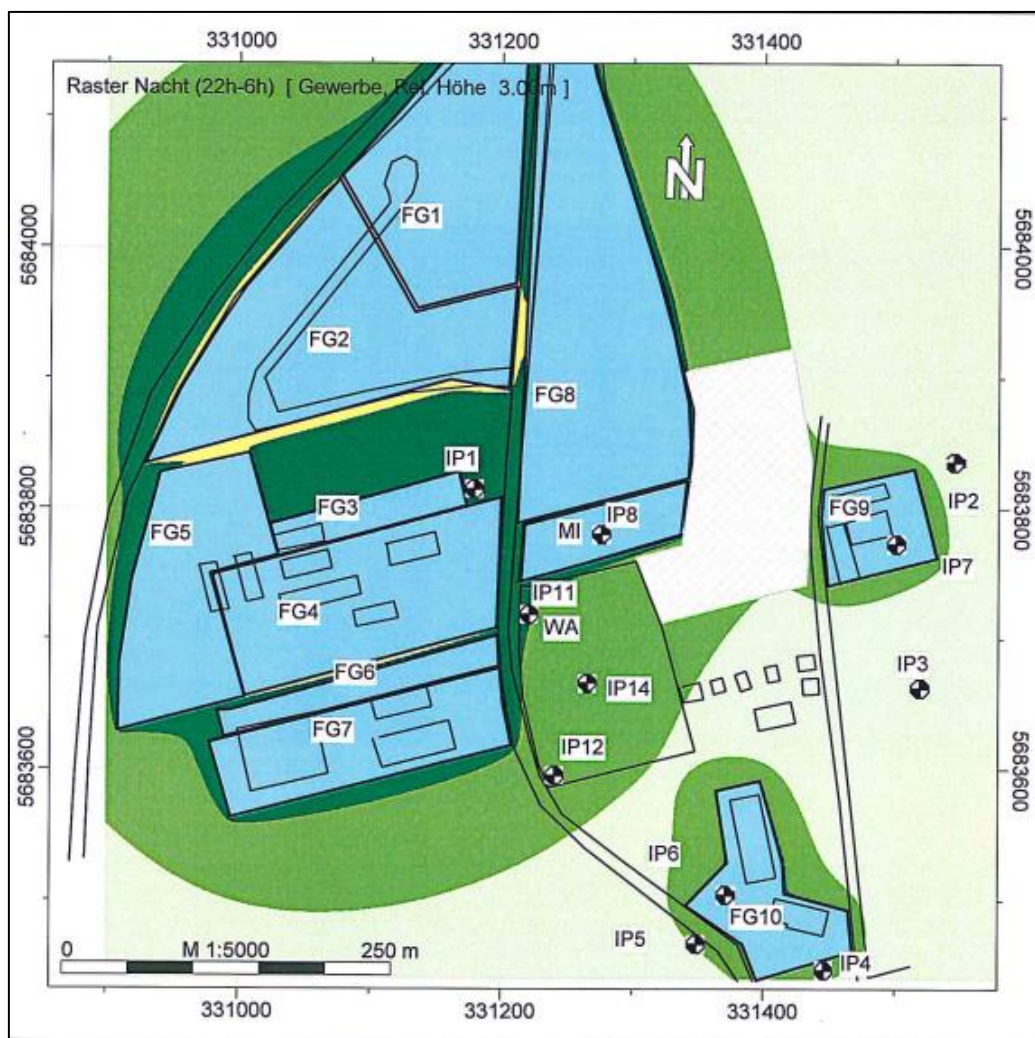 331000 331200 331400
Raster Nacht (22h-6h) [ Gewerbe, Rel. Höhe 3.00m ]
N
5684000
5684000
FG1
FG2
FG8
IP1
IP2
5683800
5683800
FG3
FG5
MI
IP8
FG9
IP7
FG4
IP11
WA
FG6
IP14
IP3
FG7
IP12
5683600
5683600
IP6
FG10
IP5
IP4
0 M 1:5000 250 m
331000 331200 331400